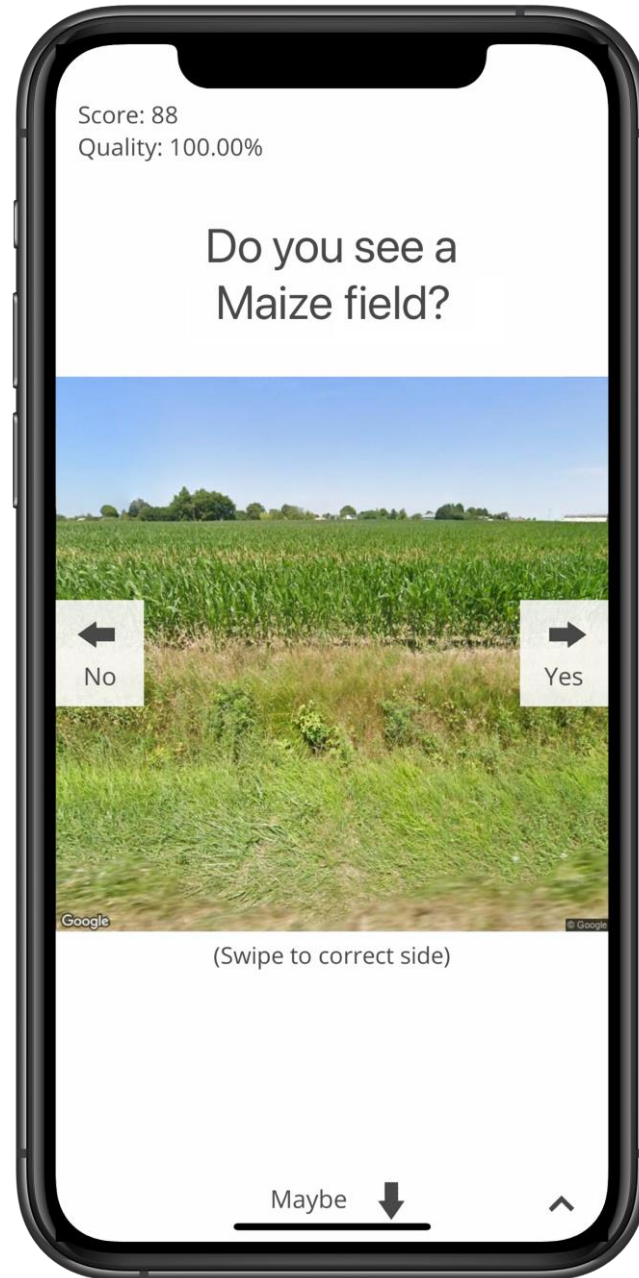 Score: 88
Quality: 100.00%
Do you see a
Maize field?
No
Yes
Google
© Google
(Swipe to correct side)
Maybe